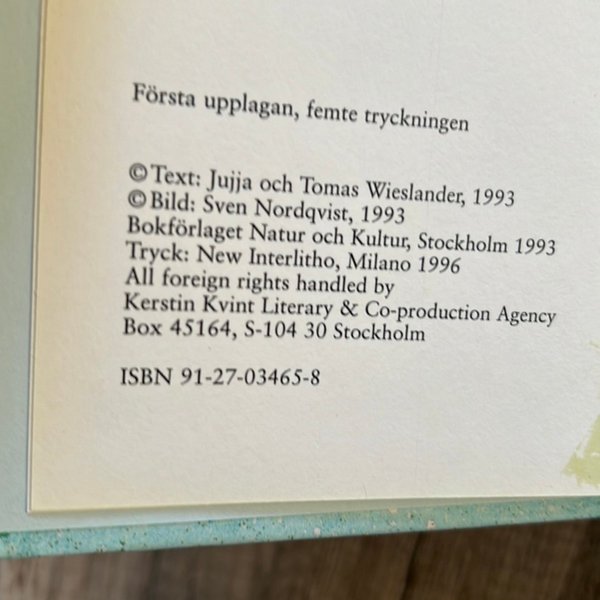 Första upplagan, femte tryckningen
© Text: Jujja och Tomas Wieslander, 1993
© Bild: Sven Nordqvist, 1993
Bokförlaget Natur och Kultur, Stockholm 1993
Tryck: New Interlitho, Milano 1996
All foreign rights handled by
Kerstin Kvint Literary & Co-production Agency
Box 45164, S-104 30 Stockholm
ISBN 91-27-03465-8